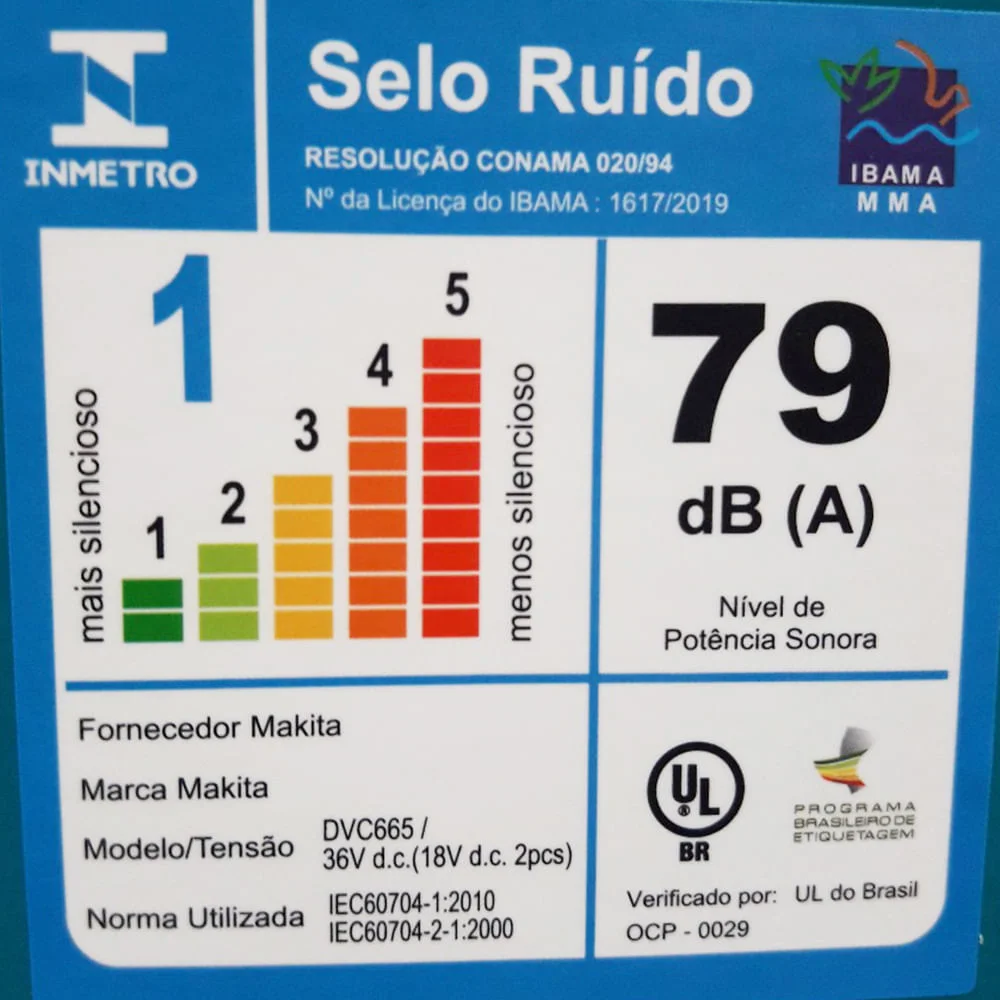 INMETRO
Selo Ruído
RESOLUÇÃO CONAMA 020/94
Nº da Licença do IBAMA : 1617/2019
IBAMA
MMA
1
mais silencioso
1
2
3
4
5
menos silencioso
79
dB (A)
Nível de
Potência Sonora
Fornecedor Makita
Marca Makita
Modelo/Tensão DVC665 /
36V d.c.(18V d.c. 2pcs)
Norma Utilizada IEC60704-1:2010
IEC60704-2-1:2000
UL
®
BR
PROGRAMA
BRASILEIRO DE
ETIQUETAGEM
Verificado por: UL do Brasil
OCP - 0029